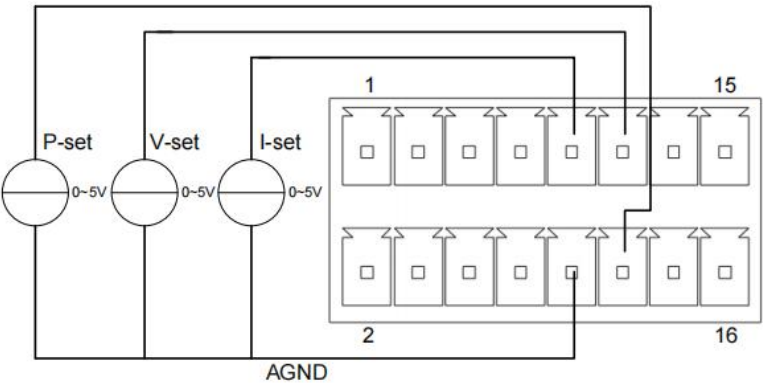 1 15
P-set V-set I-set
0~5V 0~5V 0~5V
2 16
AGND